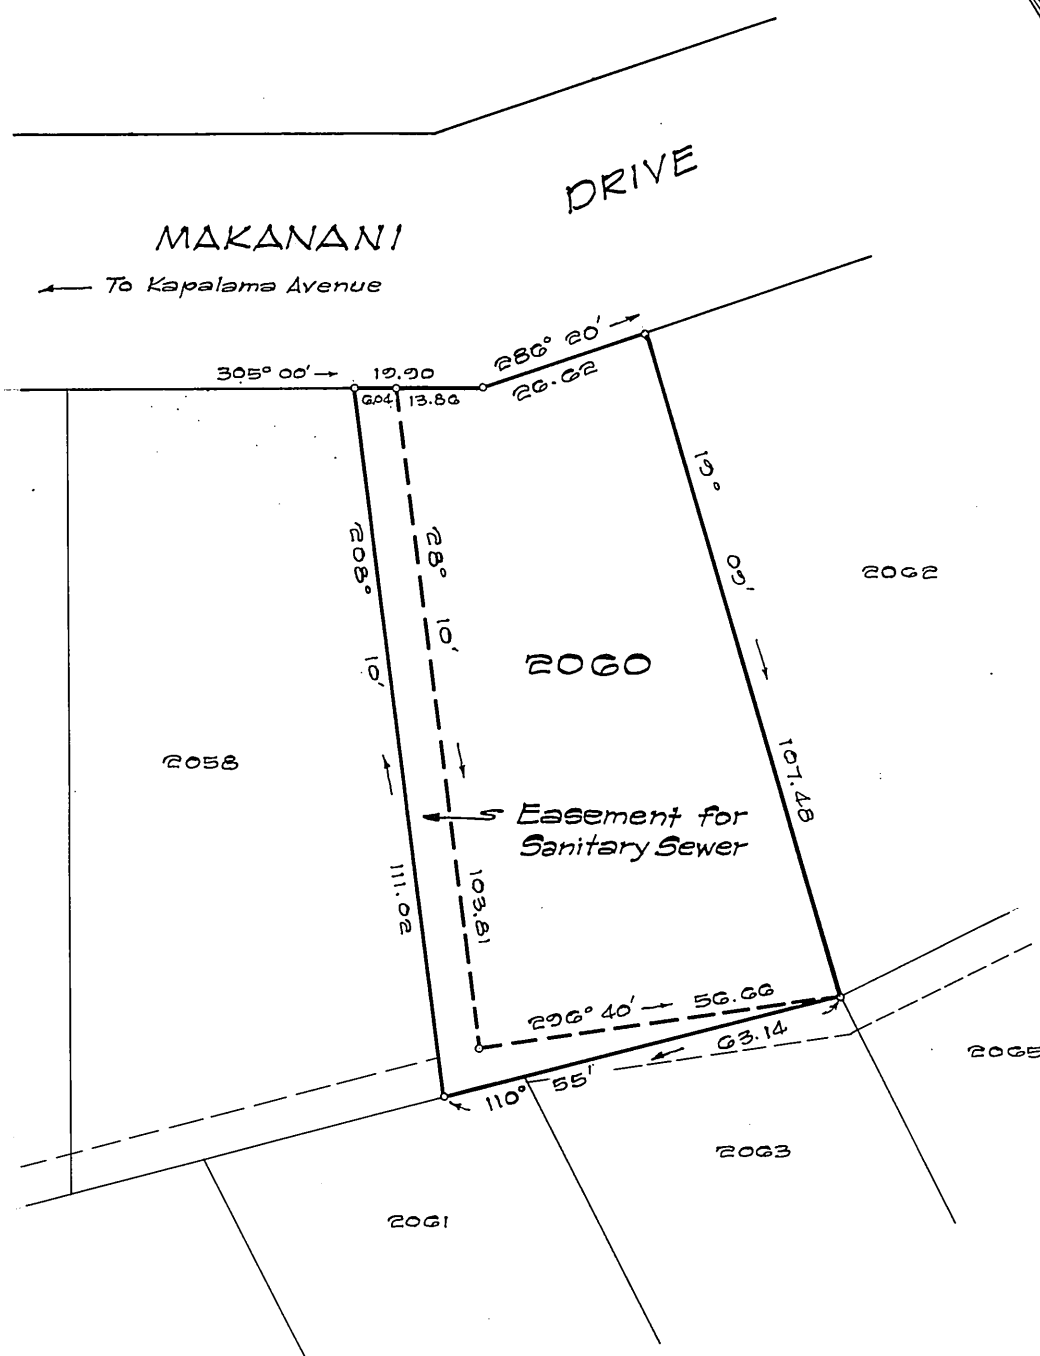 DRIVE
MAKANANI
← To Kapalama Avenue
286° 20' →
305° 00' →
19.90
26.62
6.04
13.86
19° 09' → 107.48
208° 10' → 111.02
28° 10' → 103.81
2062
2060
2058
Easement for
Sanitary Sewer
296° 40' → 56.66
63.14
110° 55'
2065
2063
2061